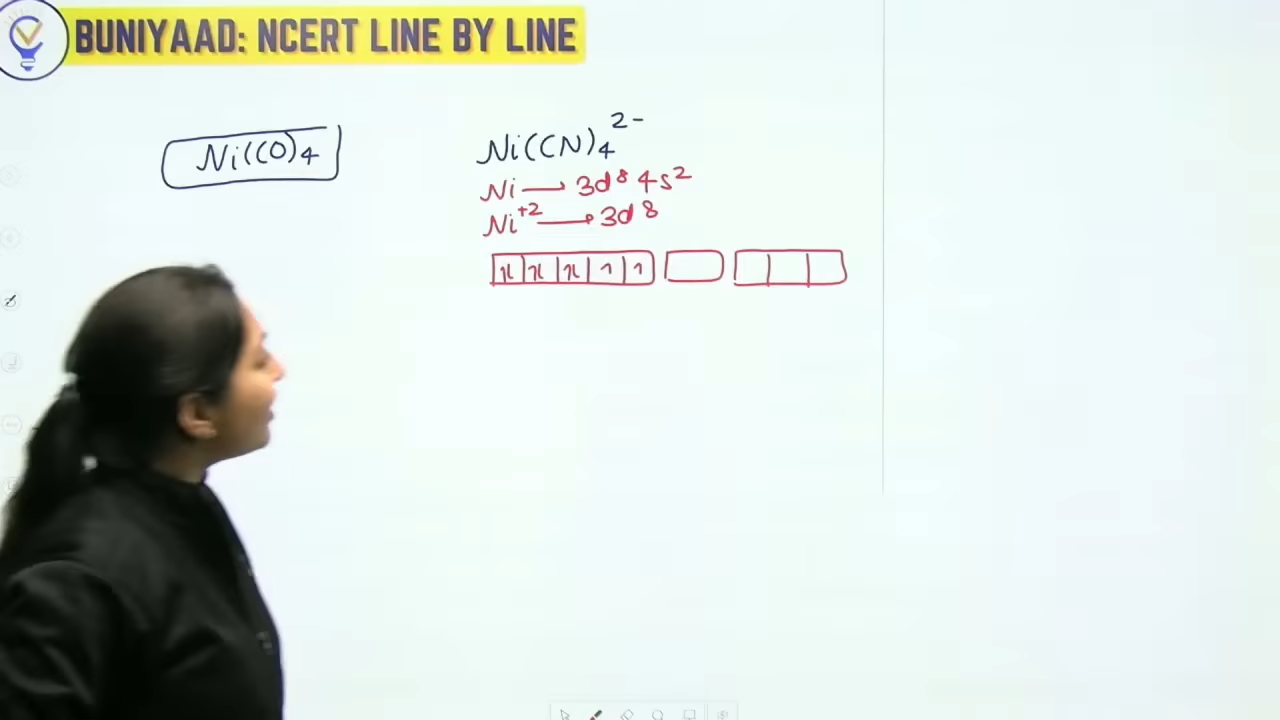 BUNIYAAD: NCERT LINE BY LINE
Ni(CO)4
Ni(CN)4 2-
Ni → 3d8 4s2
Ni+2 → 3d8